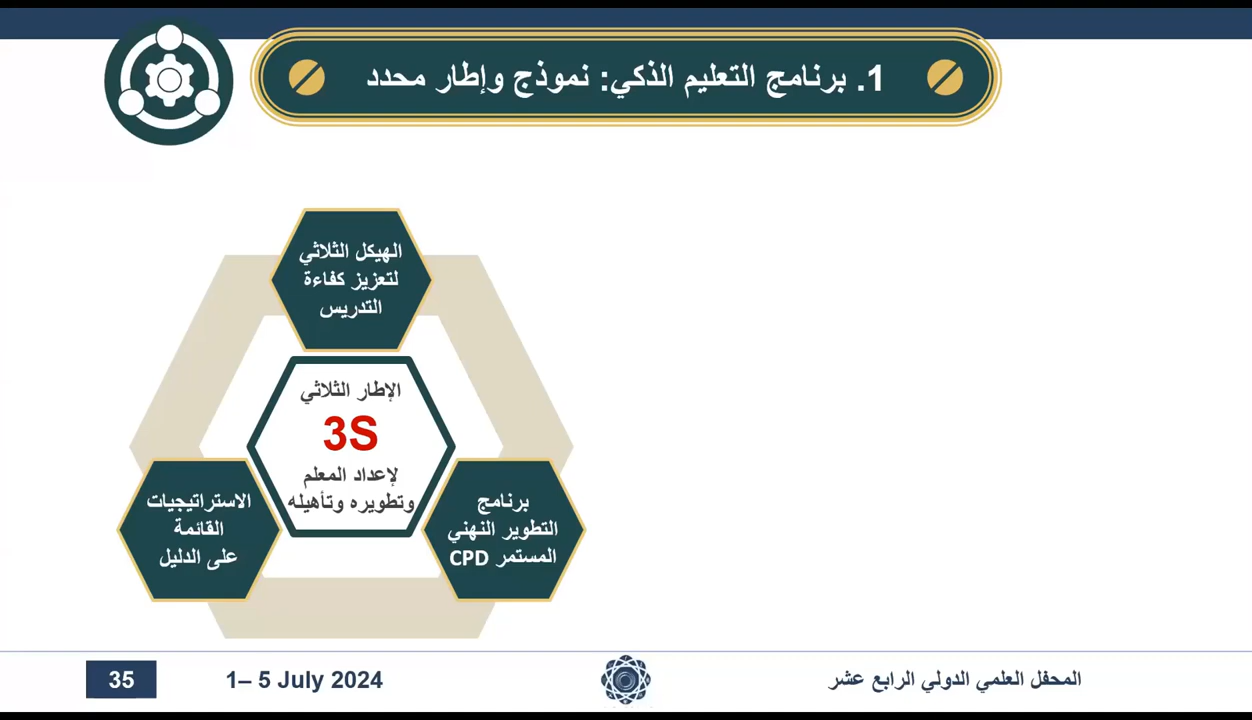 1. برنامج التعليم الذكي: نموذج وإطار محدد
الهيكل الثلاثي
لتعزيز كفاءة
التدريس
الإطار الثلاثي
3S
لإعداد المعلم
وتطويره وتأهيله
برنامج
التطوير النهني
المستمر CPD
الاستراتيجيات
القائمة
على الدليل
المحفل العلمي الدولي الرابع عشر
1– 5 July 2024
35